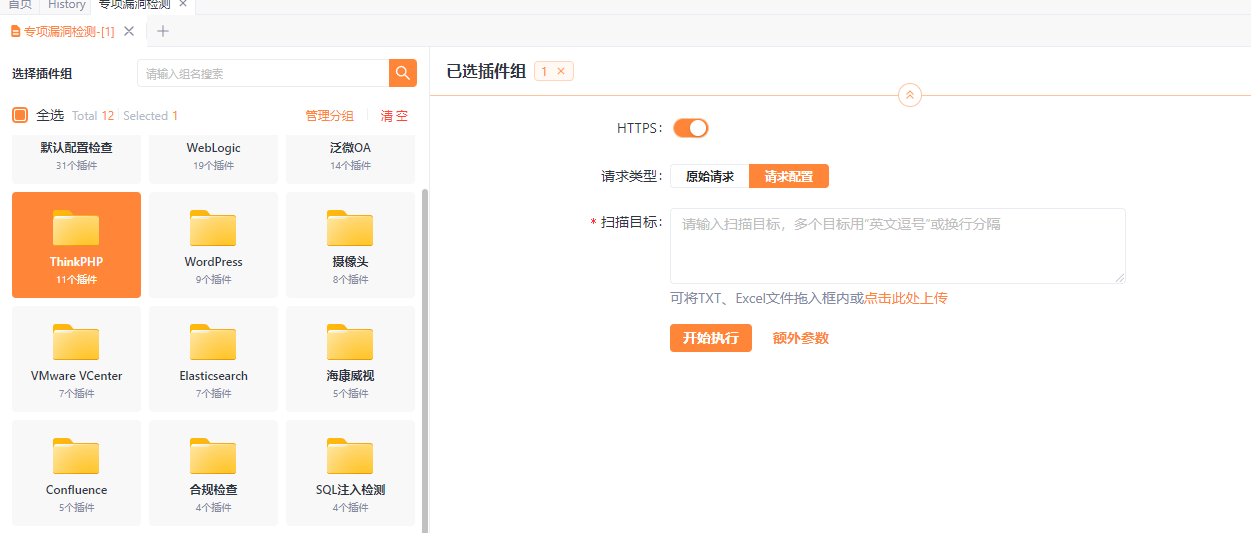 首页 History 专项漏洞检测 ×
专项漏洞检测-[1] × +
选择插件组 请输入组名搜索
全选 Total 12 Selected 1 管理分组 清 空
默认配置检查 WebLogic 泛微OA
31个插件 19个插件 14个插件
ThinkPHP WordPress 摄像头
11个插件 9个插件 8个插件
VMware VCenter Elasticsearch 海康威视
7个插件 7个插件 5个插件
Confluence 合规检查 SQL注入检测
5个插件 4个插件 4个插件
已选插件组 1 ×
HTTPS:
请求类型: 原始请求 请求配置
* 扫描目标: 请输入扫描目标，多个目标用“英文逗号”或换行分隔
可将TXT、Excel文件拖入框内或点击此处上传
开始执行 额外参数